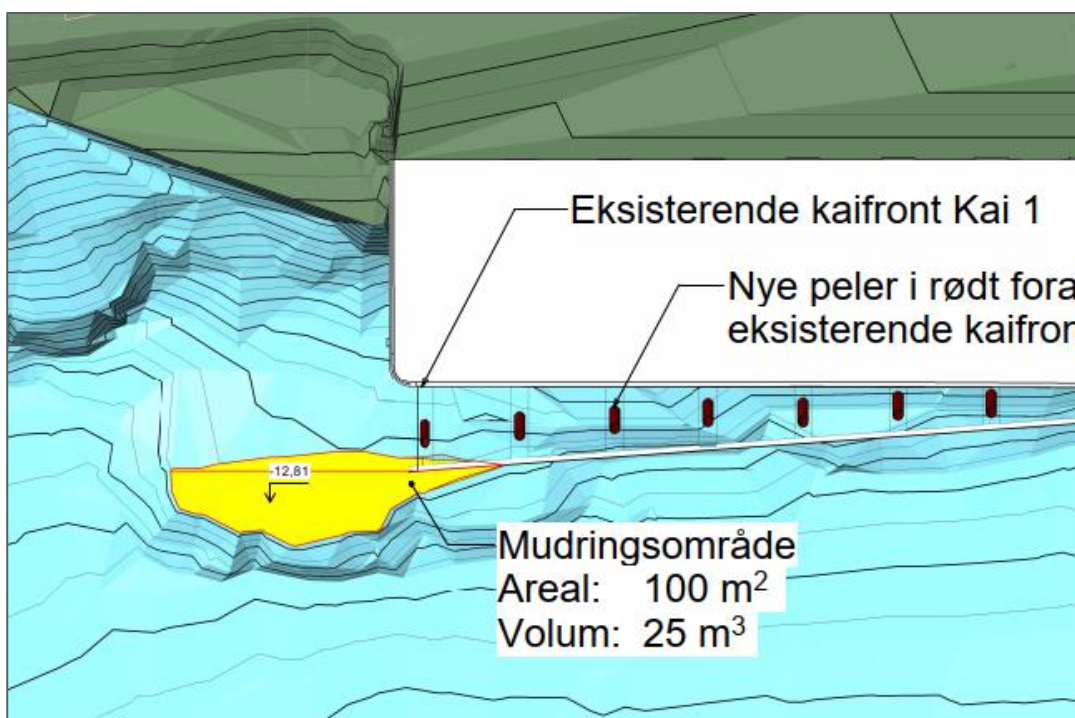 Eksisterende kaifront Kai 1
Nye peler i rødt fora
eksisterende kaifron
-12,81
Mudringsområde
Areal: 100 m²
Volum: 25 m³